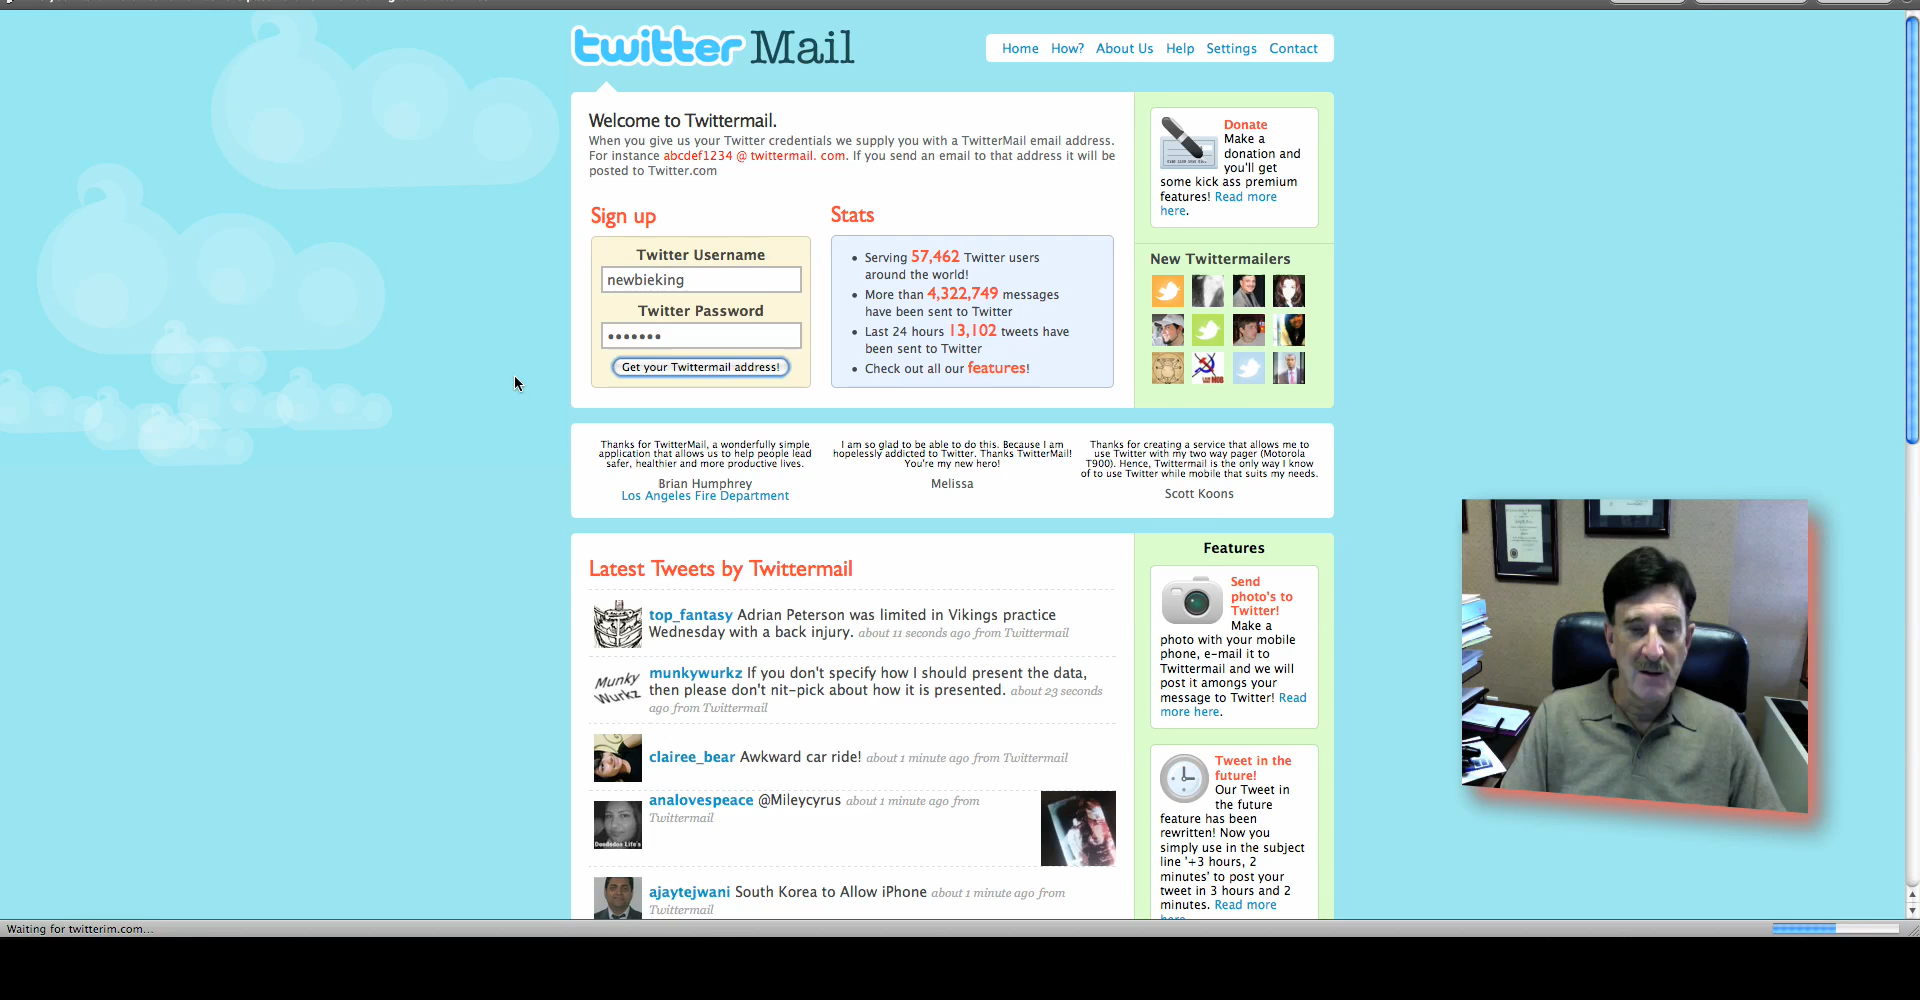 twitter Mail
Home How? About Us Help Settings Contact
Welcome to Twittermail.
When you give us your Twitter credentials we supply you with a TwitterMail email address.
For instance abcdef1234 @ twittermail. com. If you send an email to that address it will be
posted to Twitter.com
Sign up
Twitter Username
newbieking
Twitter Password
•••••••
Get your Twittermail address!
Stats
• Serving 57,462 Twitter users
around the world!
• More than 4,322,749 messages
have been sent to Twitter
• Last 24 hours 13,102 tweets have
been sent to Twitter
• Check out all our features!
Donate
Make a
donation and
you'll get
some kick ass premium
features! Read more
here.
New Twittermailers
Thanks for TwitterMail, a wonderfully simple
application that allows us to help people lead
safer, healthier and more productive lives.
Brian Humphrey
Los Angeles Fire Department
I am so glad to be able to do this. Because I am
hopelessly addicted to Twitter. Thanks TwitterMail!
You're my new hero!
Melissa
Thanks for creating a service that allows me to
use Twitter with my two way pager (Motorola
T900). Hence, Twittermail is the only way I know
of to use Twitter while mobile that suits my needs.
Scott Koons
Latest Tweets by Twittermail
top_fantasy Adrian Peterson was limited in Vikings practice
Wednesday with a back injury. about 11 seconds ago from Twittermail
Munky
Wurkz
munkywurkz If you don't specify how I should present the data,
then please don't nit-pick about how it is presented. about 23 seconds
ago from Twittermail
clairee_bear Awkward car ride! about 1 minute ago from Twittermail
analovespeace @Mileycyrus about 1 minute ago from
Twittermail
ajaytejwani South Korea to Allow iPhone about 1 minute ago from
Twittermail
Features
Send
photo's to
Twitter!
Make a
photo with your mobile
phone, e-mail it to
Twittermail and we will
post it amongs your
message to Twitter! Read
more here.
Tweet in the
future!
Our Tweet in
the future
feature has been
rewritten! Now you
simply use in the subject
line '+3 hours, 2
minutes' to post your
tweet in 3 hours and 2
minutes. Read more
here.
Waiting for twitterim.com...